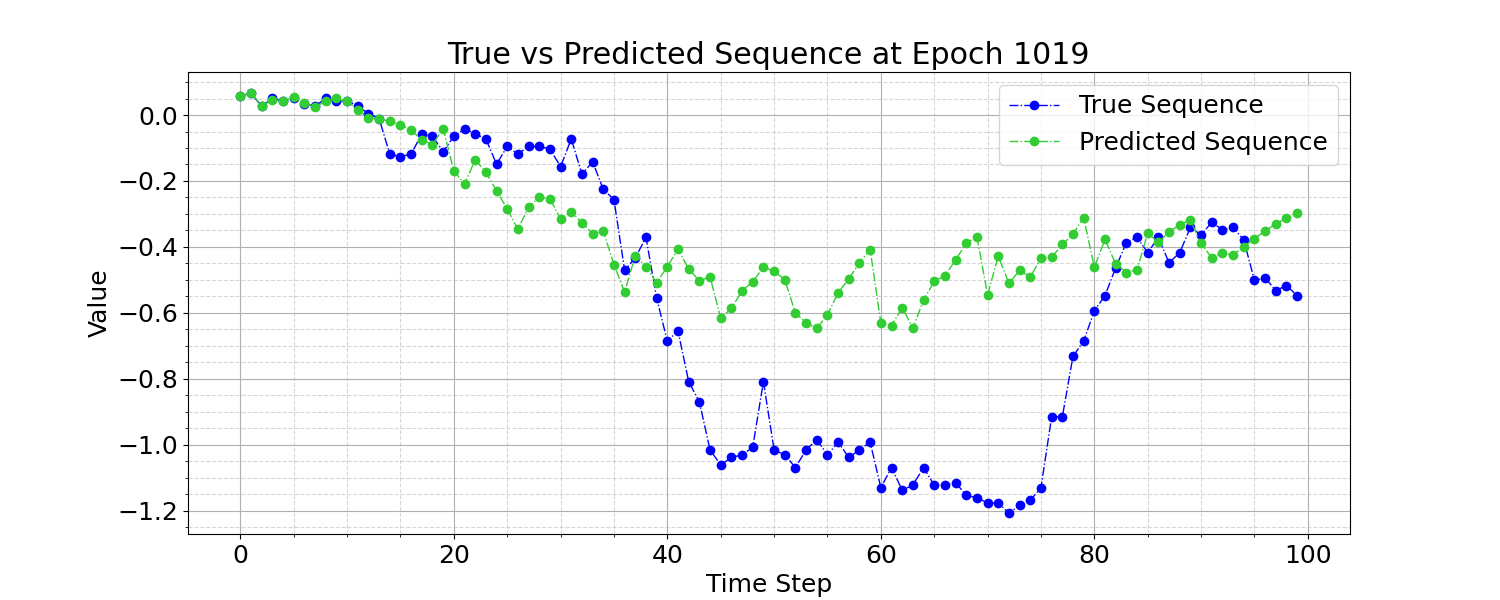 True vs Predicted Sequence at Epoch 1019
True Sequence
Predicted Sequence
Value
0.0
−0.2
−0.4
−0.6
−0.8
−1.0
−1.2
0 20 40 60 80 100
Time Step